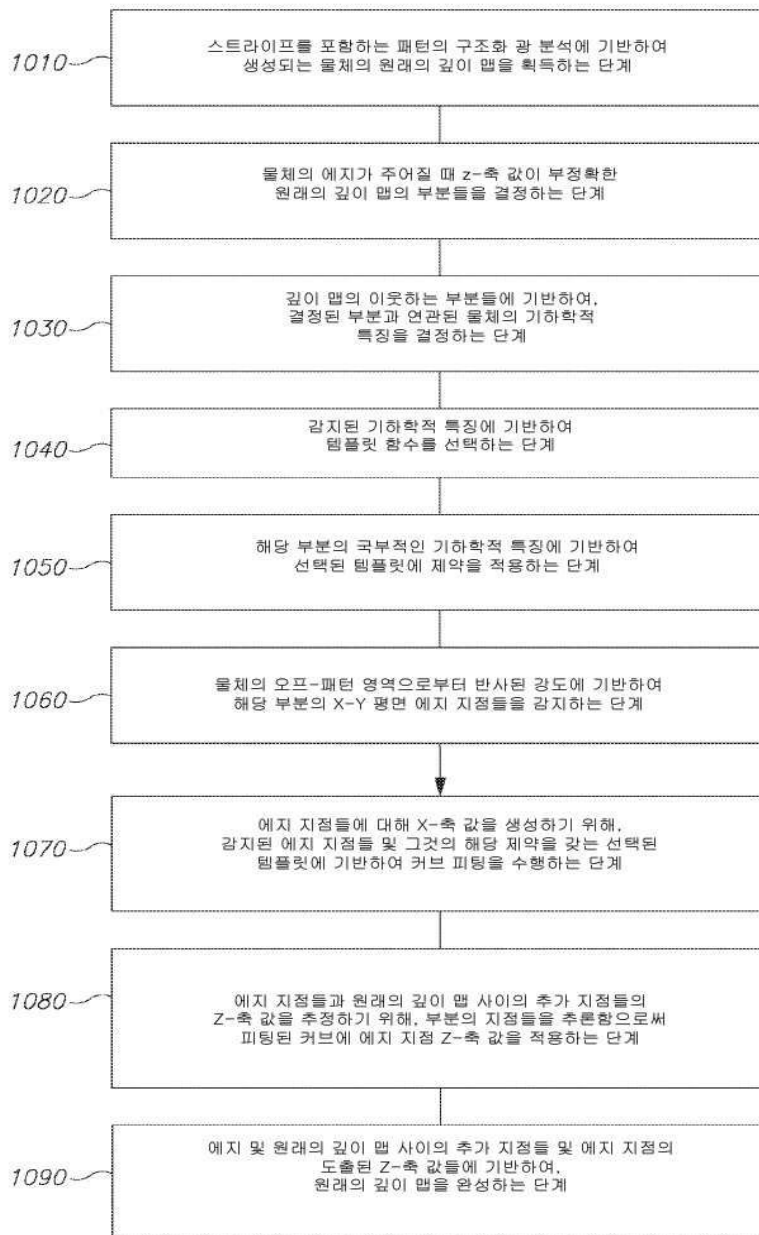 1010
스트라이프를 포함하는 패턴의 구조화 광 분석에 기반하여
생성되는 물체의 원래의 깊이 맵을 획득하는 단계
1020
물체의 에지가 주어질 때 z-축 값이 부정확한
원래의 깊이 맵의 부분들을 결정하는 단계
1030
깊이 맵의 이웃하는 부분들에 기반하여,
결정된 부분과 연관된 물체의 기하학적
특징을 결정하는 단계
1040
감지된 기하학적 특징에 기반하여
템플릿 함수를 선택하는 단계
1050
해당 부분의 국부적인 기하학적 특징에 기반하여
선택된 템플릿에 제약을 적용하는 단계
1060
물체의 오프-패턴 영역으로부터 반사된 강도에 기반하여
해당 부분의 X-Y 평면 에지 지점들을 감지하는 단계
1070
에지 지점들에 대해 X-축 값을 생성하기 위해,
감지된 에지 지점들 및 그것의 해당 제약을 갖는 선택된
템플릿에 기반하여 커브 피팅을 수행하는 단계
1080
에지 지점들과 원래의 깊이 맵 사이의 추가 지점들의
Z-축 값을 추정하기 위해, 부분의 지점들을 추론함으로써
피팅된 커브에 에지 지점 Z-축 값을 적용하는 단계
1090
에지 및 원래의 깊이 맵 사이의 추가 지점들 및 에지 지점의
도출된 Z-축 값들에 기반하여,
원래의 깊이 맵을 완성하는 단계